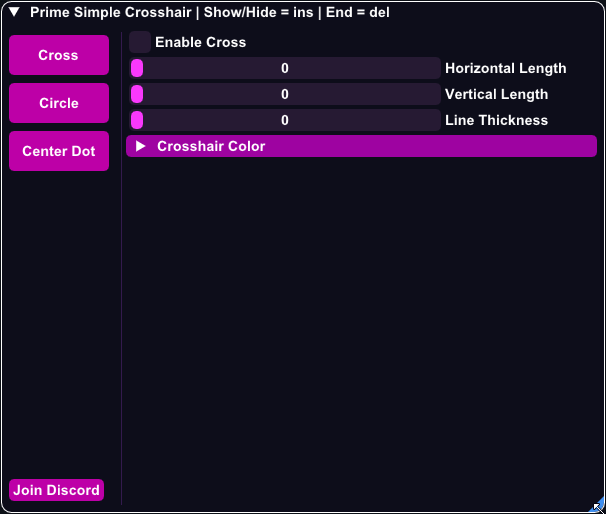 Prime Simple Crosshair | Show/Hide = ins | End = del
Cross
Circle
Center Dot
Enable Cross
0 Horizontal Length
0 Vertical Length
0 Line Thickness
Crosshair Color
Join Discord